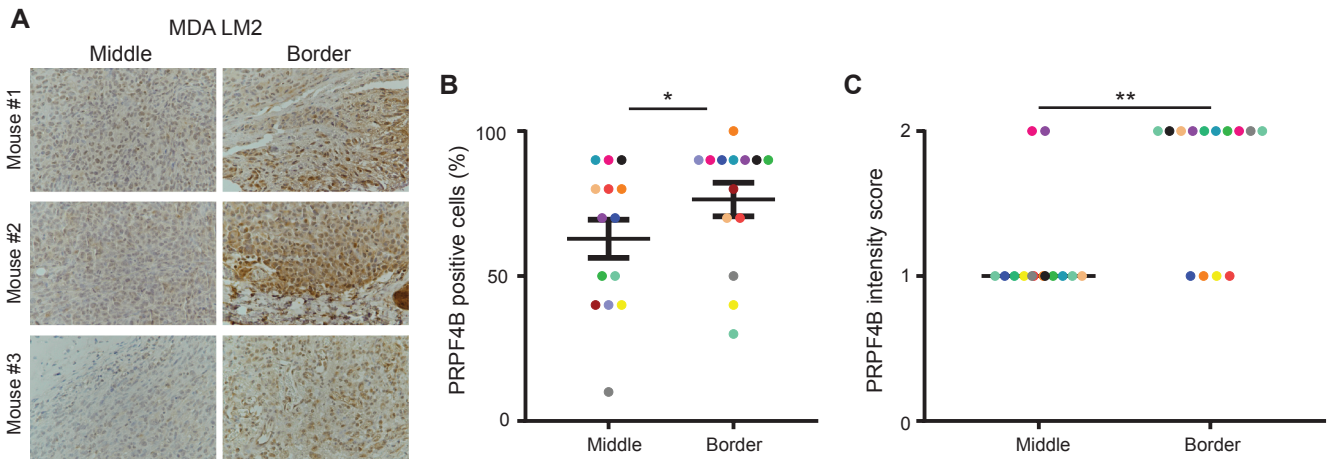 A
MDA LM2
Middle
Border
Mouse #1
Mouse #2
Mouse #3
B
*
PRPF4B positive cells (%)
100
50
0
Middle
Border
C
**
PRPF4B intensity score
2
1
0
Middle
Border